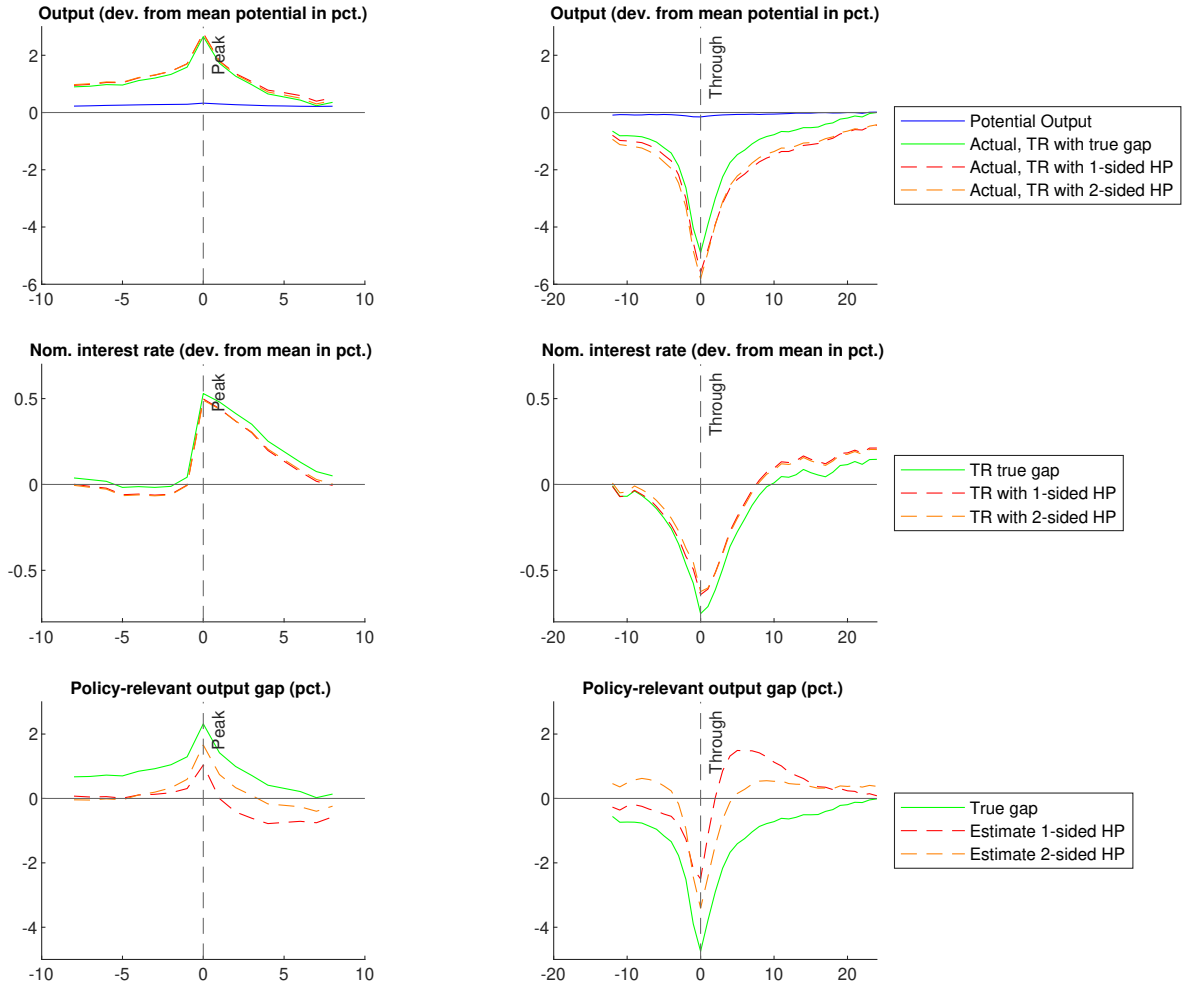 Output (dev. from mean potential in pct.)
2
0
-2
-4
-6
-10
-5
0
5
10
Peak
Output (dev. from mean potential in pct.)
2
0
-2
-4
-6
-20
-10
0
10
20
Through
Potential Output
Actual, TR with true gap
Actual, TR with 1-sided HP
Actual, TR with 2-sided HP
Nom. interest rate (dev. from mean in pct.)
0.5
0
-0.5
-10
-5
0
5
10
Peak
Nom. interest rate (dev. from mean in pct.)
0.5
0
-0.5
-20
-10
0
10
20
Through
TR true gap
TR with 1-sided HP
TR with 2-sided HP
Policy-relevant output gap (pct.)
2
0
-2
-4
-10
-5
0
5
10
Peak
Policy-relevant output gap (pct.)
2
0
-2
-4
-20
-10
0
10
20
Through
True gap
Estimate 1-sided HP
Estimate 2-sided HP